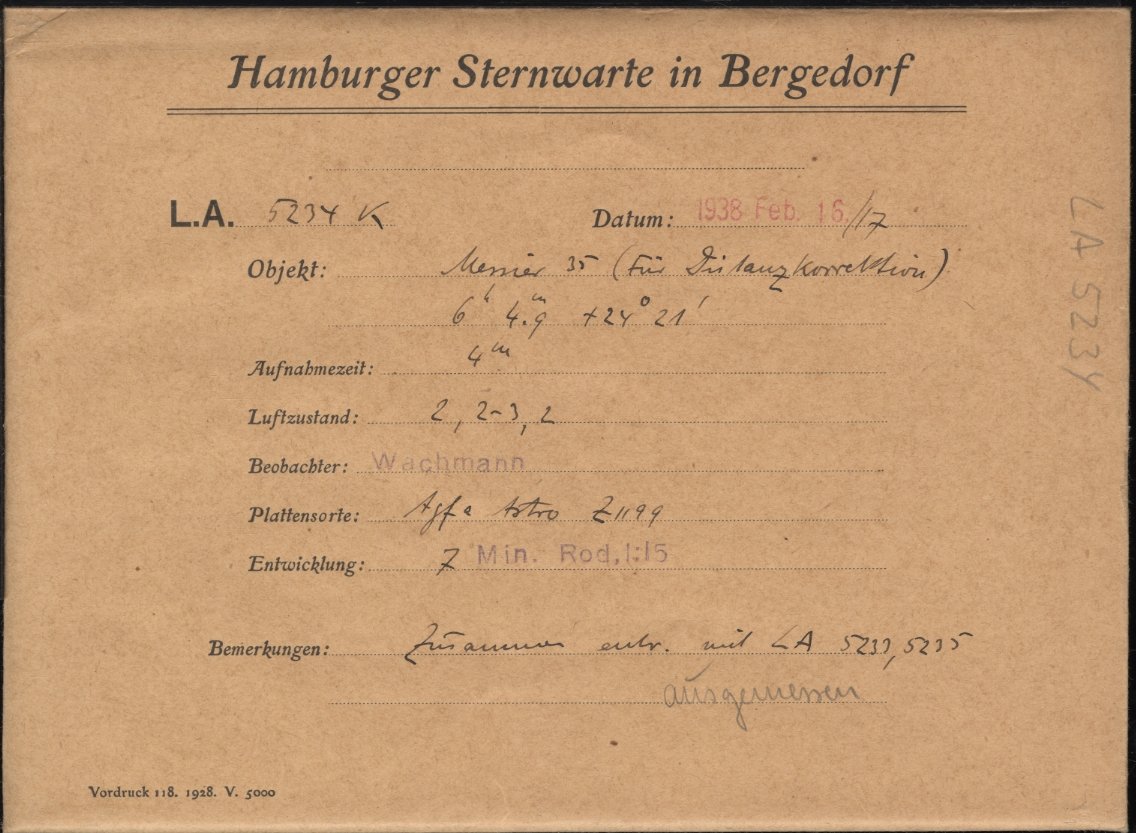 Hamburger Sternwarte in Bergedorf
L.A. 5234 K Datum: 1938 Feb. 16./17
Objekt: Messier 35 (für Distanzkorrektion)
6ʰ 4.ᵐ9 +24° 21'
Aufnahmezeit: 4ᵐ
Luftzustand: 2, 2-3, 2
Beobachter: Wachmann
Plattensorte: Agfa Astro Z1199
Entwicklung: 7 Min. Rod. 1:15
Bemerkungen: Zusammen entw. mit LA 5233, 5235
ausgemessen
Vordruck 118. 1928. V. 5000
LA 5234